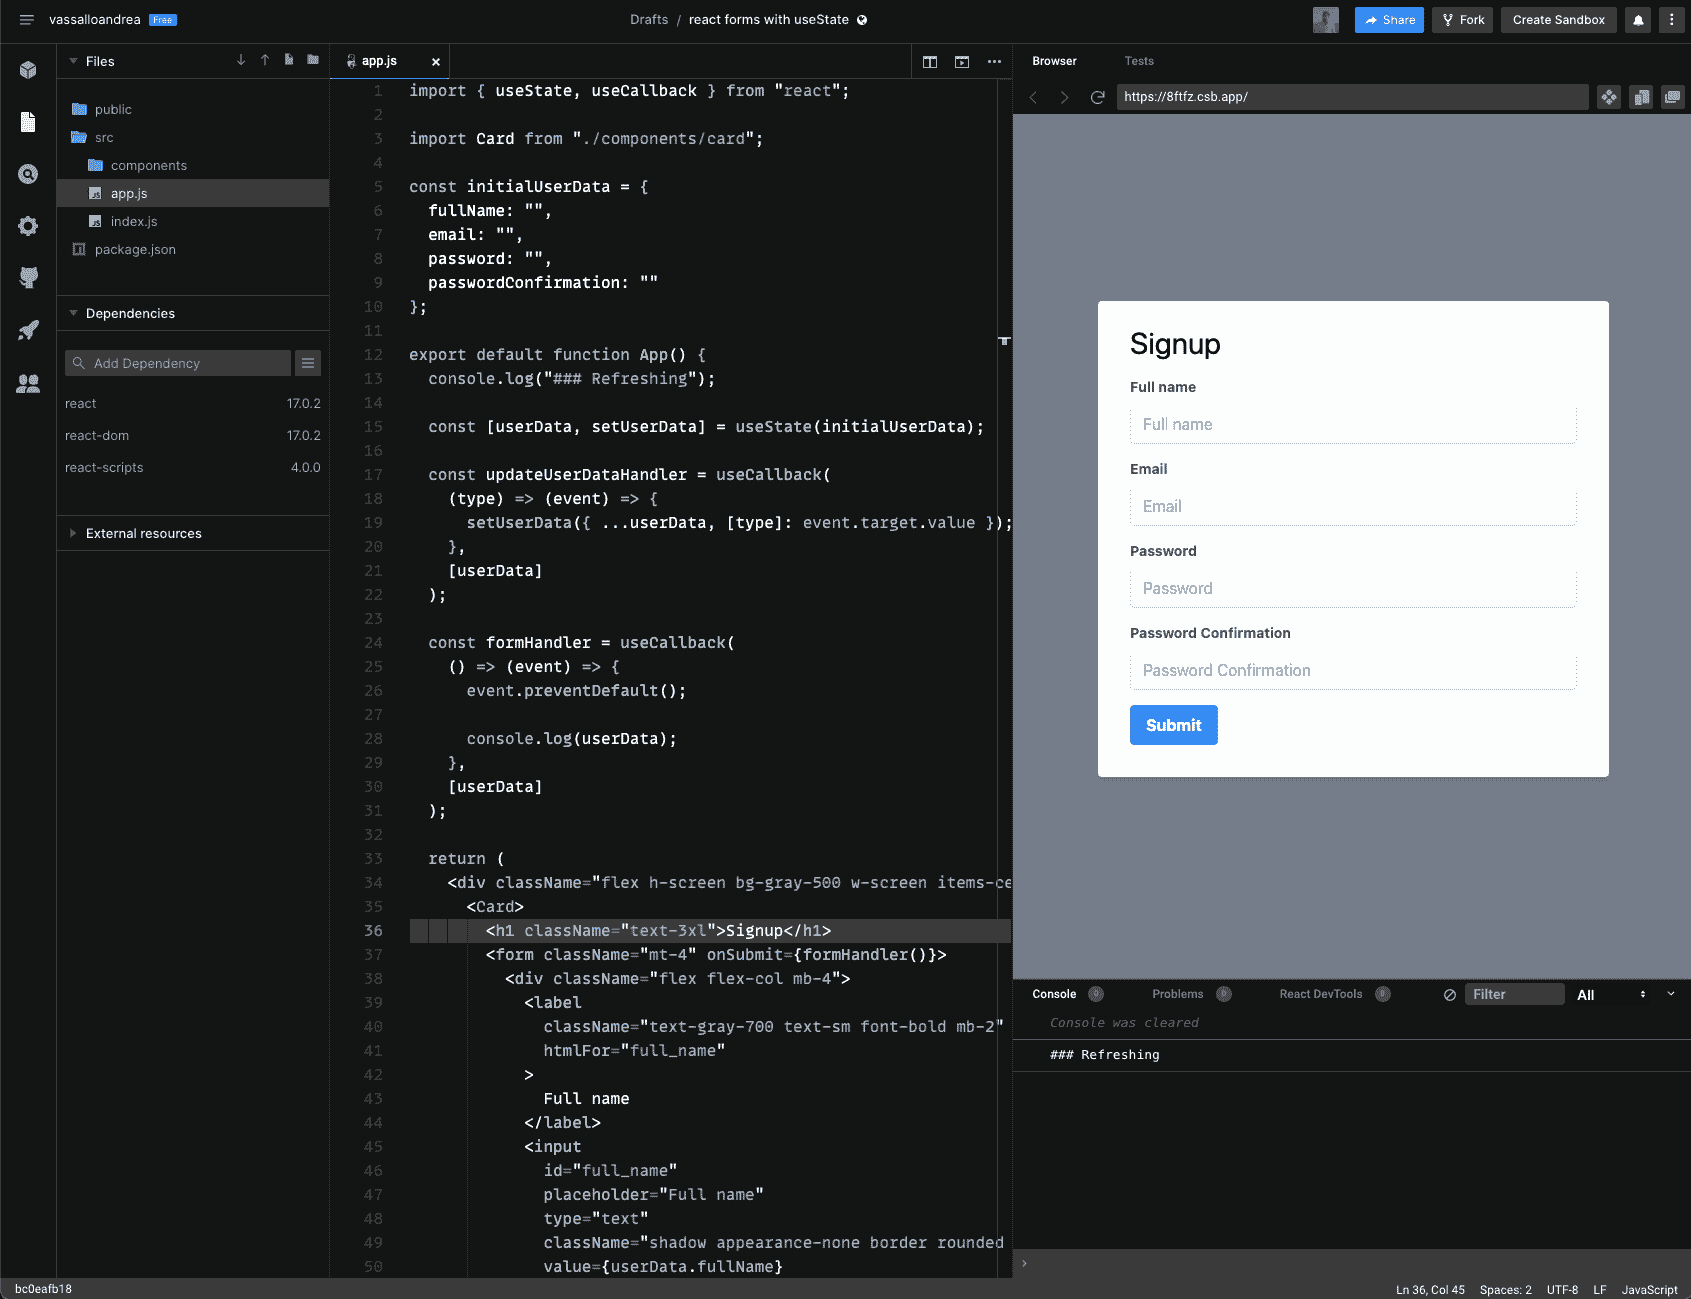 vassalloandrea Free
Drafts / react forms with useState
Share
Fork
Create Sandbox
Files
public
src
components
app.js
index.js
package.json
Dependencies
Add Dependency
react 17.0.2
react-dom 17.0.2
react-scripts 4.0.0
External resources
app.js
1 import { useState, useCallback } from "react";
2
3 import Card from "./components/card";
4
5 const initialUserData = {
6 fullName: "",
7 email: "",
8 password: "",
9 passwordConfirmation: ""
10 };
11
12 export default function App() {
13 console.log("### Refreshing");
14
15 const [userData, setUserData] = useState(initialUserData);
16
17 const updateUserDataHandler = useCallback(
18 (type) => (event) => {
19 setUserData({ ...userData, [type]: event.target.value });
20 },
21 [userData]
22 );
23
24 const formHandler = useCallback(
25 () => (event) => {
26 event.preventDefault();
27
28 console.log(userData);
29 },
30 [userData]
31 );
32
33 return (
34 <div className="flex h-screen bg-gray-500 w-screen items-ce
35 <Card>
36 <h1 className="text-3xl">Signup</h1>
37 <form className="mt-4" onSubmit={formHandler()}>
38 <div className="flex flex-col mb-4">
39 <label
40 className="text-gray-700 text-sm font-bold mb-2"
41 htmlFor="full_name"
42 >
43 Full name
44 </label>
45 <input
46 id="full_name"
47 placeholder="Full name"
48 type="text"
49 className="shadow appearance-none border rounded
50 value={userData.fullName}
Browser
Tests
https://8ftfz.csb.app/
Signup
Full name
Full name
Email
Email
Password
Password
Password Confirmation
Password Confirmation
Submit
Console 0
Problems 0
React DevTools 0
Filter
All
Console was cleared
### Refreshing
bc0eafb18
Ln 36, Col 45 Spaces: 2 UTF-8 LF JavaScript